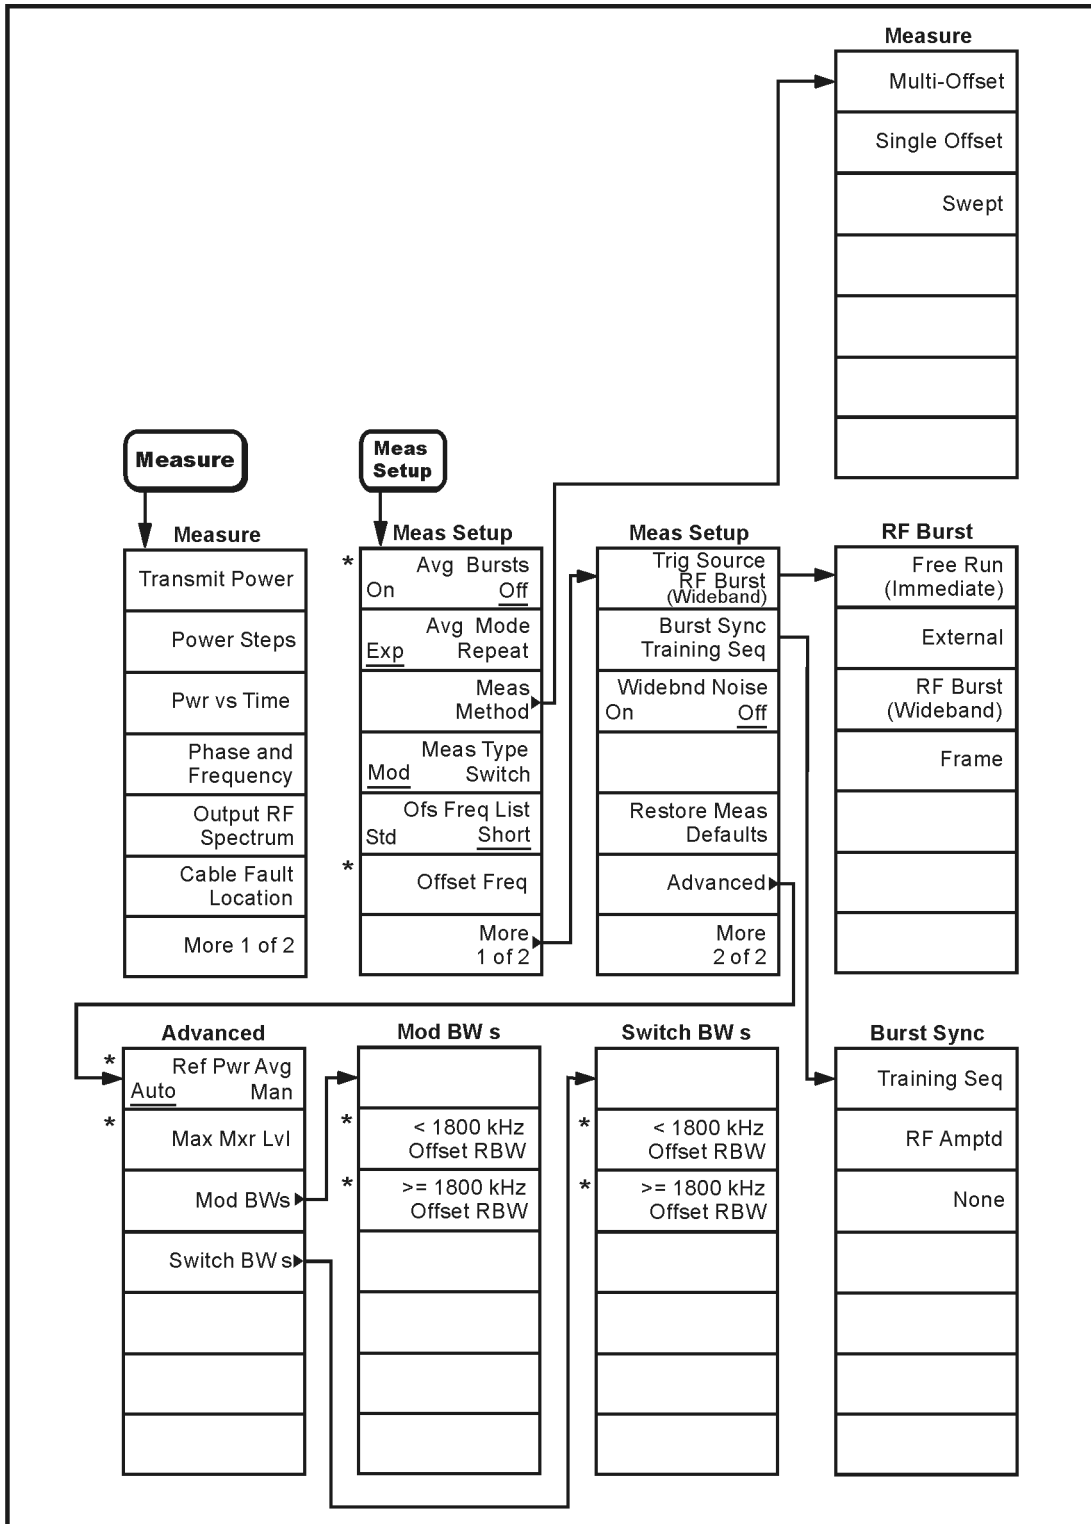 Measure
Multi-Offset
Single Offset
Swept
Measure
Meas
Setup
Measure
Transmit Power
Power Steps
Pwr vs Time
Phase and
Frequency
Output RF
Spectrum
Cable Fault
Location
More 1 of 2
Meas Setup
* Avg Bursts
On Off
Avg Mode
Exp Repeat
Meas
Method
Meas Type
Mod Switch
Ofs Freq List
Std Short
* Offset Freq
More
1 of 2
Meas Setup
Trig Source
RF Burst
(Wideband)
Burst Sync
Training Seq
Widebnd Noise
On Off
Restore Meas
Defaults
Advanced
More
2 of 2
RF Burst
Free Run
(Immediate)
External
RF Burst
(Wideband)
Frame
Advanced
* Ref Pwr Avg
Auto Man
* Max Mxr Lvl
Mod BWs
Switch BW s
Mod BW s
* < 1800 kHz
Offset RBW
* >= 1800 kHz
Offset RBW
Switch BW s
* < 1800 kHz
Offset RBW
* >= 1800 kHz
Offset RBW
Burst Sync
Training Seq
RF Amptd
None